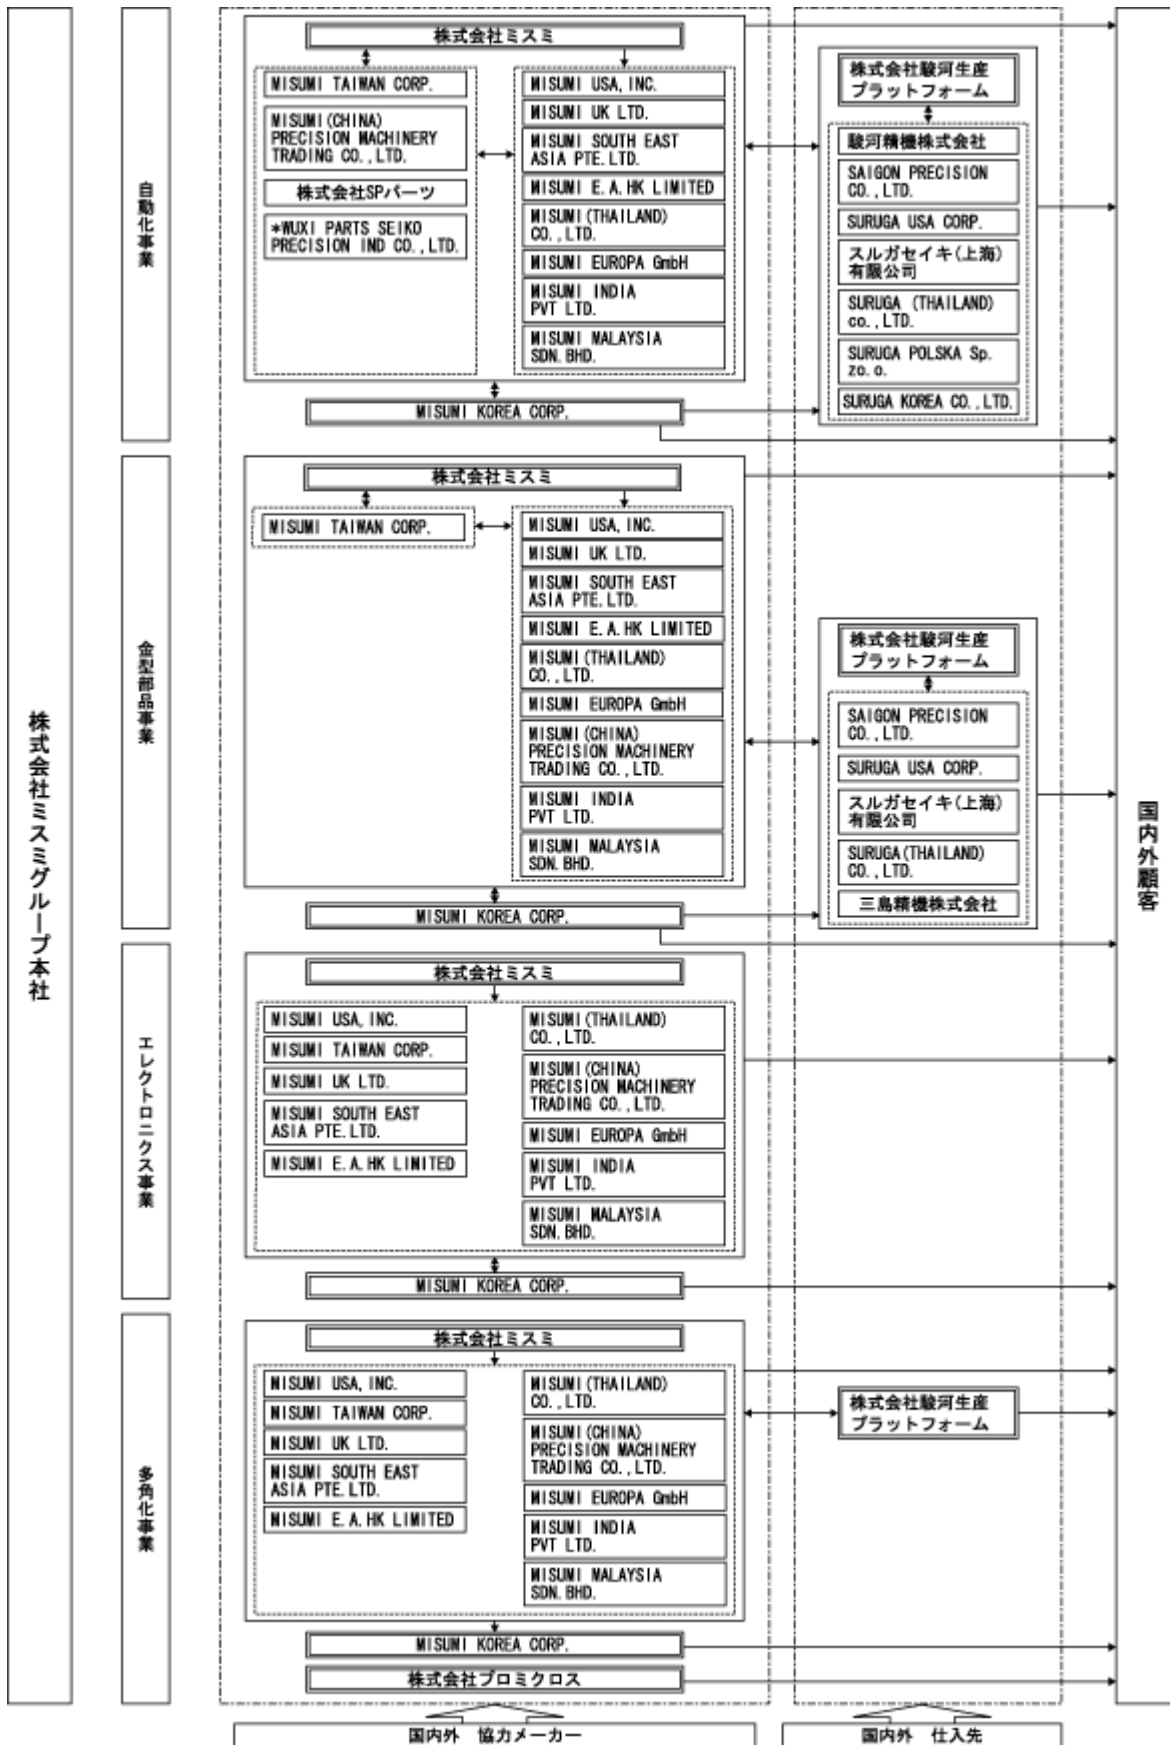 株式会社ミスミグループ本社
自動化事業
株式会社ミスミ
MISUMI TAIWAN CORP.
MISUMI(CHINA)
PRECISION MACHINERY
TRADING CO.,LTD.
株式会社SPパーツ
*WUXI PARTS SEIKO
PRECISION IND CO.,LTD.
MISUMI USA, INC.
MISUMI UK LTD.
MISUMI SOUTH EAST
ASIA PTE.LTD.
MISUMI E.A.HK LIMITED
MISUMI(THAILAND)
CO.,LTD.
MISUMI EUROPA GmbH
MISUMI INDIA
PVT LTD.
MISUMI MALAYSIA
SDN.BHD.
MISUMI KOREA CORP.
株式会社駿河生産
プラットフォーム
駿河精機株式会社
SAIGON PRECISION
CO.,LTD.
SURUGA USA CORP.
スルガセイキ(上海)
有限公司
SURUGA (THAILAND)
co.,LTD.
SURUGA POLSKA Sp.
zo.o.
SURUGA KOREA CO.,LTD.
金型部品事業
株式会社ミスミ
MISUMI TAIWAN CORP.
MISUMI USA, INC.
MISUMI UK LTD.
MISUMI SOUTH EAST
ASIA PTE.LTD.
MISUMI E.A.HK LIMITED
MISUMI(THAILAND)
CO.,LTD.
MISUMI EUROPA GmbH
MISUMI(CHINA)
PRECISION MACHINERY
TRADING CO.,LTD.
MISUMI INDIA
PVT LTD.
MISUMI MALAYSIA
SDN.BHD.
MISUMI KOREA CORP.
株式会社駿河生産
プラットフォーム
SAIGON PRECISION
CO.,LTD.
SURUGA USA CORP.
スルガセイキ(上海)
有限公司
SURUGA(THAILAND)
CO.,LTD.
三島精機株式会社
エレクトロニクス事業
株式会社ミスミ
MISUMI USA, INC.
MISUMI TAIWAN CORP.
MISUMI UK LTD.
MISUMI SOUTH EAST
ASIA PTE.LTD.
MISUMI E.A.HK LIMITED
MISUMI(THAILAND)
CO.,LTD.
MISUMI(CHINA)
PRECISION MACHINERY
TRADING CO.,LTD.
MISUMI EUROPA GmbH
MISUMI INDIA
PVT LTD.
MISUMI MALAYSIA
SDN.BHD.
MISUMI KOREA CORP.
多角化事業
株式会社ミスミ
MISUMI USA, INC.
MISUMI TAIWAN CORP.
MISUMI UK LTD.
MISUMI SOUTH EAST
ASIA PTE.LTD.
MISUMI E.A.HK LIMITED
MISUMI(THAILAND)
CO.,LTD.
MISUMI(CHINA)
PRECISION MACHINERY
TRADING CO.,LTD.
MISUMI EUROPA GmbH
MISUMI INDIA
PVT LTD.
MISUMI MALAYSIA
SDN.BHD.
MISUMI KOREA CORP.
株式会社プロミクロス
株式会社駿河生産
プラットフォーム
国内外顧客
国内外 協力メーカー
国内外 仕入先